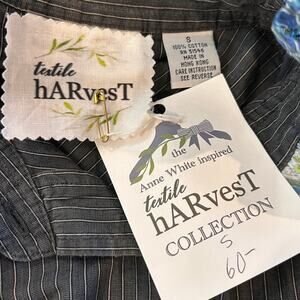 textile
hARvesT
S
100% COTTON
RN 51546
MADE IN
HONG KONG
CARE INSTRUCTION
SEE REVERSE
the
Anne White inspired
textile
hARvesT
COLLECTION
S
60-